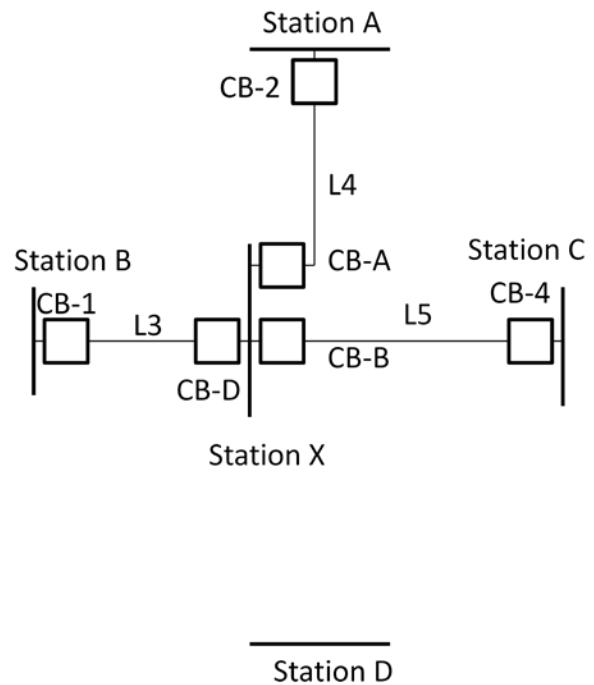 Station A
CB-2
L4
Station B
CB-A
Station C
CB-1
CB-4
L3
L5
CB-D
CB-B
Station X
Station D